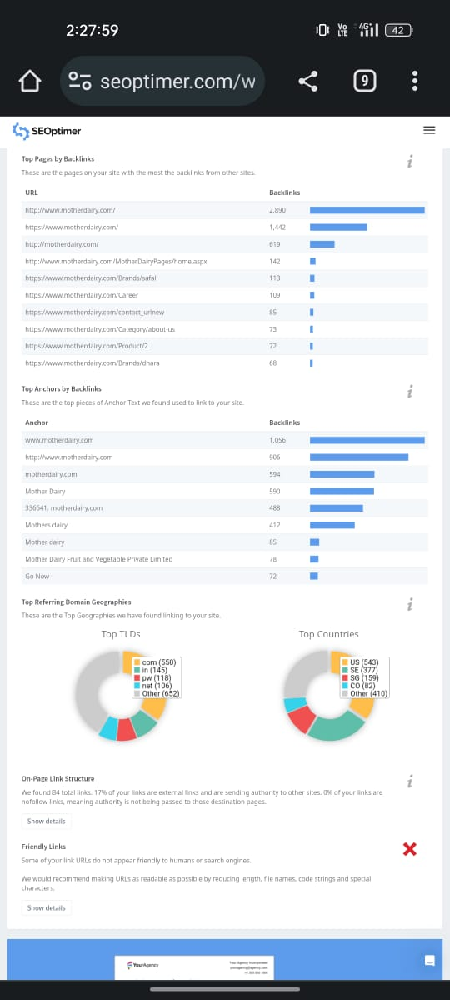 2:27:59
Vo LTE 4G+ 42
seoptimer.com/w
9
SEOptimer
Top Pages by Backlinks
These are the pages on your site with the most the backlinks from other sites.
URL Backlinks
http://www.motherdairy.com/ 2,890
https://www.motherdairy.com/ 1,442
http://motherdairy.com/ 619
http://www.motherdairy.com/MotherDairyPages/home.aspx 142
https://www.motherdairy.com/Brands/safal 113
https://www.motherdairy.com/Career 109
https://www.motherdairy.com/contact_urlnew 85
https://www.motherdairy.com/Category/about-us 73
https://www.motherdairy.com/Product/2 72
https://www.motherdairy.com/Brands/dhara 68
Top Anchors by Backlinks
These are the top pieces of Anchor Text we found used to link to your site.
Anchor Backlinks
www.motherdairy.com 1,056
http://www.motherdairy.com 906
motherdairy.com 594
Mother Dairy 590
336641. motherdairy.com 488
Mothers dairy 412
Mother dairy 85
Mother Dairy Fruit and Vegetable Private Limited 78
Go Now 72
Top Referring Domain Geographies
These are the Top Geographies we have found linking to your site.
Top TLDs
com (550)
in (145)
pw (118)
net (106)
Other (652)
Top Countries
US (543)
SE (377)
SG (159)
CO (82)
Other (410)
On-Page Link Structure
We found 84 total links. 17% of your links are external links and are sending authority to other sites. 0% of your links are
nofollow links, meaning authority is not being passed to those destination pages.
Show details
Friendly Links
Some of your link URLs do not appear friendly to humans or search engines.
We would recommend making URLs as readable as possible by reducing length, file names, code strings and special
characters.
Show details
YourAgency
Your Agency Incorporated